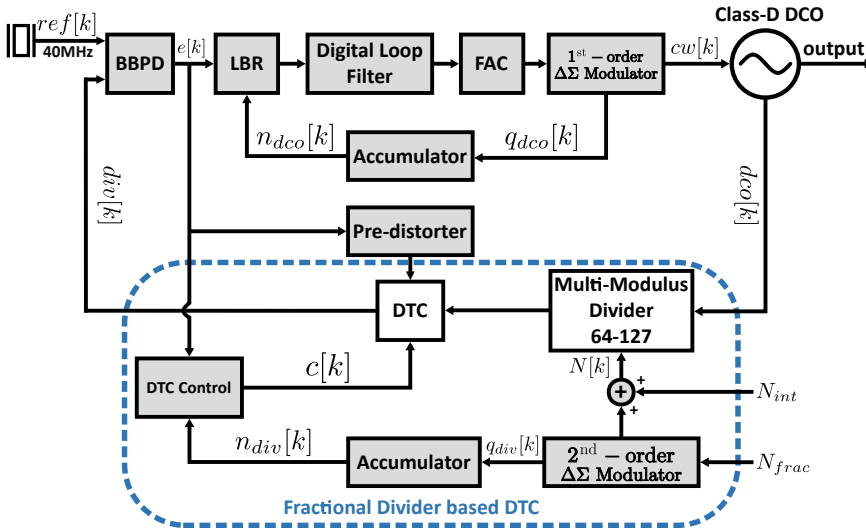 ref[k]
40MHz
BBPD
e[k]
LBR
Digital Loop
Filter
FAC
1st − order
ΔΣ Modulator
cw[k]
Class-D DCO
output
n_dco[k]
Accumulator
q_dco[k]
div[k]
dco[k]
Pre-distorter
DTC
Multi-Modulus
Divider
64-127
DTC Control
c[k]
N[k]
+
+
+
N_int
n_div[k]
Accumulator
q_div[k]
2nd − order
ΔΣ Modulator
N_frac
Fractional Divider based DTC